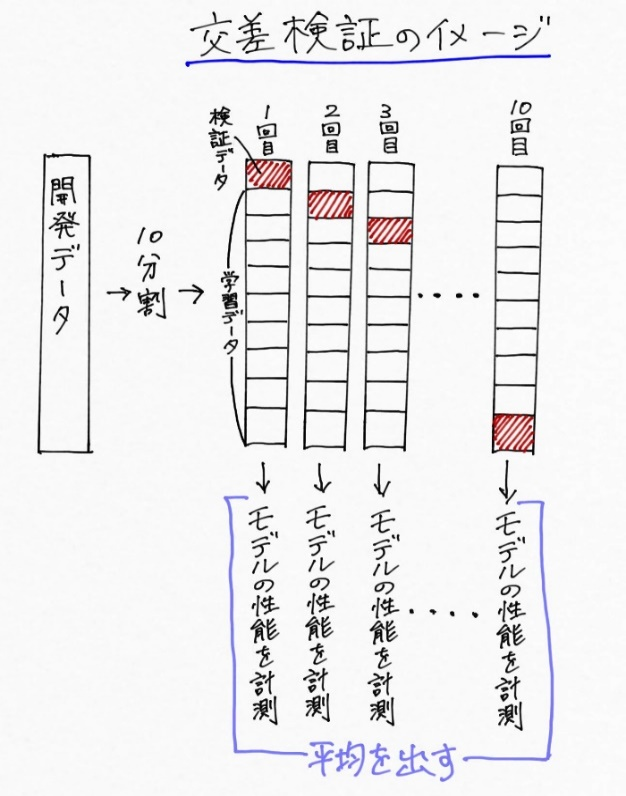 交差検証のイメージ
開発データ
10分割
検証データ
学習データ
1回目
2回目
3回目
10回目
モデルの性能を計測
モデルの性能を計測
モデルの性能を計測
モデルの性能を計測
平均を出す